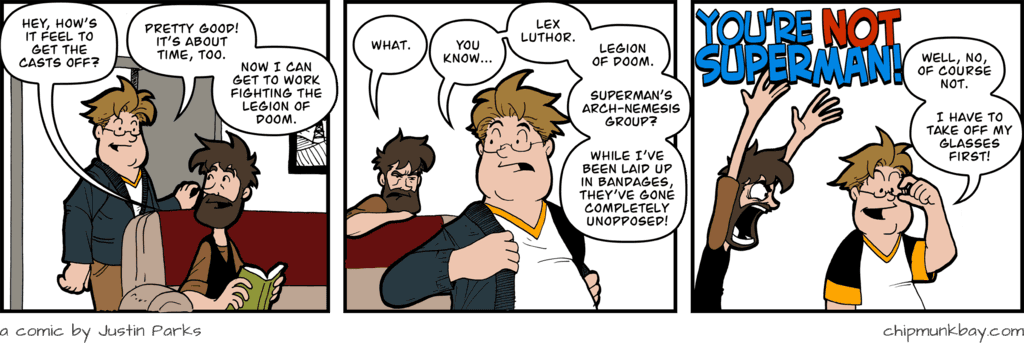 HEY, HOW'S
IT FEEL TO
GET THE
CASTS OFF?
PRETTY GOOD!
IT'S ABOUT
TIME, TOO.
NOW I CAN
GET TO WORK
FIGHTING THE
LEGION OF
DOOM.
WHAT.
YOU
KNOW...
LEX
LUTHOR.
LEGION
OF DOOM.
SUPERMAN'S
ARCH-NEMESIS
GROUP?
WHILE I'VE
BEEN LAID UP
IN BANDAGES,
THEY'VE GONE
COMPLETELY
UNOPPOSED!
YOU'RE NOT
SUPERMAN!
WELL, NO,
OF COURSE
NOT.
I HAVE TO
TAKE OFF MY
GLASSES
FIRST!
a comic by Justin Parks
chipmunkbay.com